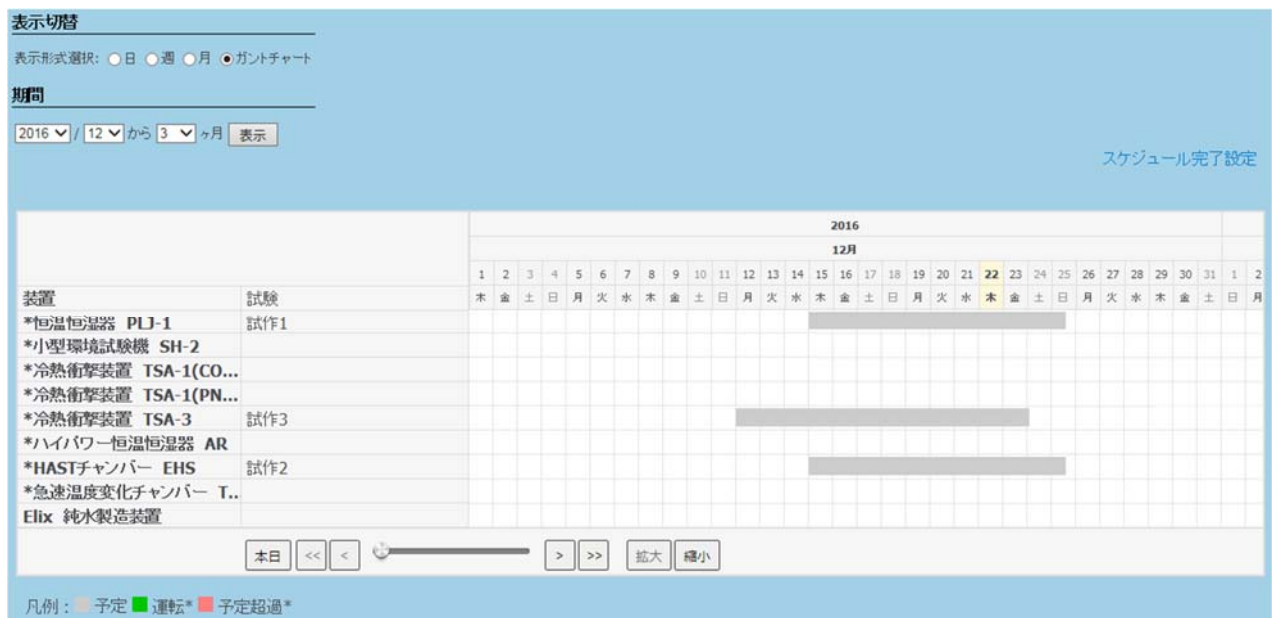 表示切替
表示形式選択: 日 週 月 ガントチャート
期間
2016 / 12 から 3 ヶ月 表示
スケジュール完了設定
2016
12月
1 2 3 4 5 6 7 8 9 10 11 12 13 14 15 16 17 18 19 20 21 22 23 24 25 26 27 28 29 30 31 1 2
装置 試験 木 金 土 日 月 火 水 木 金 土 日 月 火 水 木 金 土 日 月 火 水 木 金 土 日 月 火 水 木 金 土 日 月
*恒温恒湿器 PLJ-1 試作1
*小型環境試験機 SH-2
*冷熱衝撃装置 TSA-1(CO...
*冷熱衝撃装置 TSA-1(PN...
*冷熱衝撃装置 TSA-3 試作3
*ハイパワー恒温恒湿器 AR
*HASTチャンバー EHS 試作2
*急速温度変化チャンバー T...
Elix 純水製造装置
本日 << < > >> 拡大 縮小
凡例: 予定 運転* 予定超過*